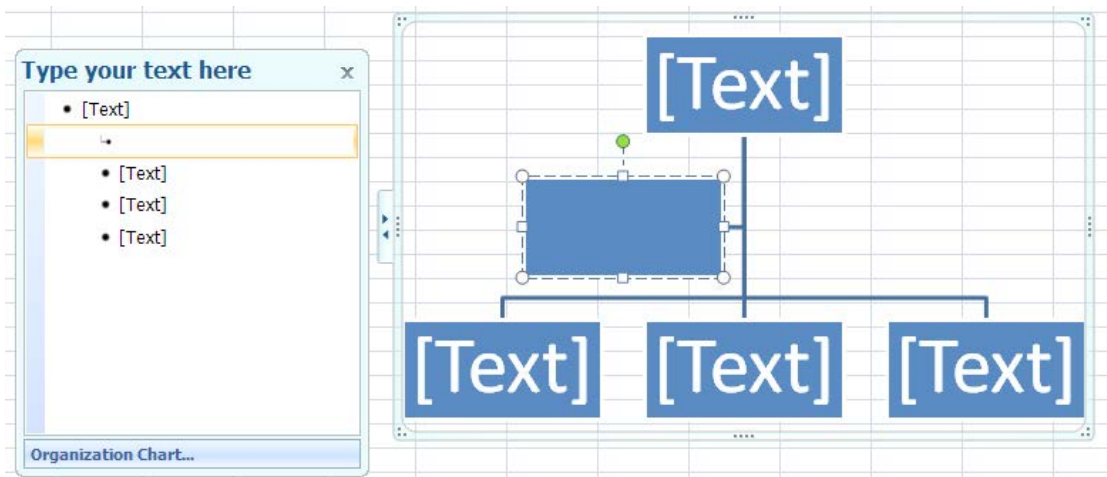 Type your text here
x
[Text]
[Text]
[Text]
[Text]
Organization Chart...
[Text]
[Text] [Text] [Text]